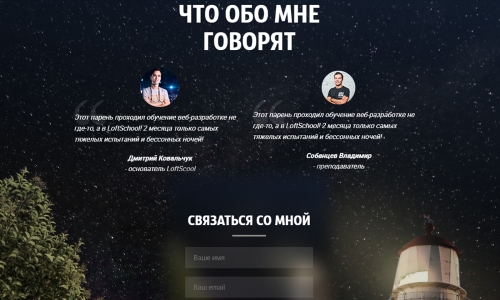 ЧТО ОБО МНЕ
ГОВОРЯТ
Этот парень проходил обучение веб-разработке не
где-то, а в LoftSchool! 2 месяца только самых
тяжелых испытаний и бессонных ночей!
Дмитрий Ковальчук
- основатель LoftScool
Этот парень проходил обучение веб-разработке не
где-то, а в LoftSchool! 2 месяца только самых
тяжелых испытаний и бессонных ночей! -
Собанцев Владимир
- преподаватель -
СВЯЗАТЬСЯ СО МНОЙ
Ваше имя
Ваш email